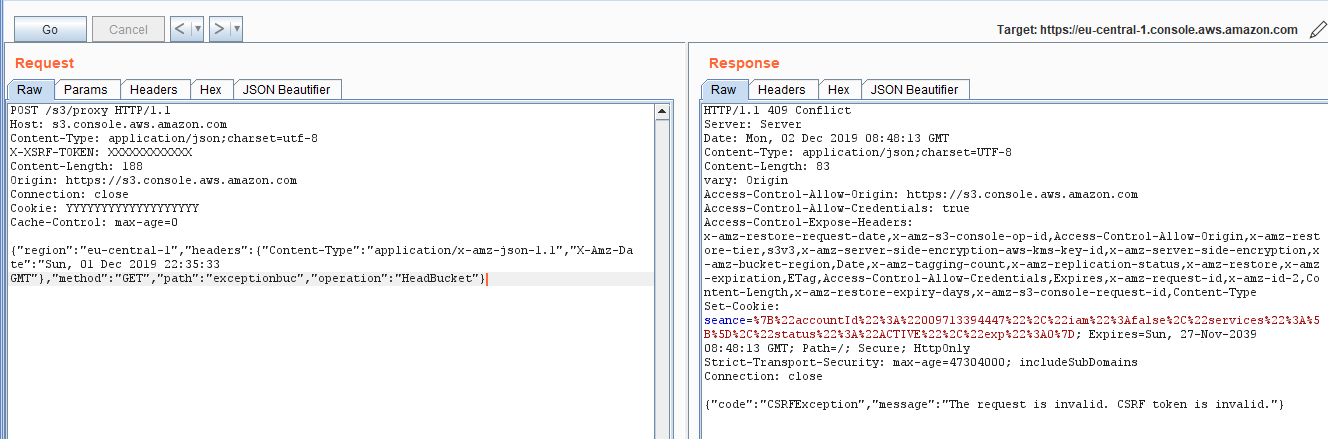 Go
Cancel
< ▼
> ▼
Target: https://eu-central-1.console.aws.amazon.com
Request
Raw Params Headers Hex JSON Beautifier
POST /s3/proxy HTTP/1.1
Host: s3.console.aws.amazon.com
Content-Type: application/json;charset=utf-8
X-XSRF-TOKEN: XXXXXXXXXXXX
Content-Length: 188
Origin: https://s3.console.aws.amazon.com
Connection: close
Cookie: YYYYYYYYYYYYYYYYYYY
Cache-Control: max-age=0
{"region":"eu-central-1","headers":{"Content-Type":"application/x-amz-json-1.1","X-Amz-Da
te":"Sun, 01 Dec 2019 22:35:33
GMT"},"method":"GET","path":"exceptionbuc","operation":"HeadBucket"}
Response
Raw Headers Hex JSON Beautifier
HTTP/1.1 409 Conflict
Server: Server
Date: Mon, 02 Dec 2019 08:48:13 GMT
Content-Type: application/json;charset=UTF-8
Content-Length: 83
vary: Origin
Access-Control-Allow-Origin: https://s3.console.aws.amazon.com
Access-Control-Allow-Credentials: true
Access-Control-Expose-Headers:
x-amz-restore-request-date,x-amz-s3-console-op-id,Access-Control-Allow-Origin,x-amz-rest
ore-tier,s3v3,x-amz-server-side-encryption-aws-kms-key-id,x-amz-server-side-encryption,x
-amz-bucket-region,Date,x-amz-tagging-count,x-amz-replication-status,x-amz-restore,x-amz
-expiration,ETag,Access-Control-Allow-Credentials,Expires,x-amz-request-id,x-amz-id-2,Co
ntent-Length,x-amz-restore-expiry-days,x-amz-s3-console-request-id,Content-Type
Set-Cookie:
seance=%7B%22accountId%22%3A%22009713394447%22%2C%22iam%22%3Afalse%2C%22services%22%3A%5
B%5D%2C%22status%22%3A%22ACTIVE%22%2C%22exp%22%3A0%7D; Expires=Sun, 27-Nov-2039
08:48:13 GMT; Path=/; Secure; HttpOnly
Strict-Transport-Security: max-age=47304000; includeSubDomains
Connection: close
{"code":"CSRFException","message":"The request is invalid. CSRF token is invalid."}